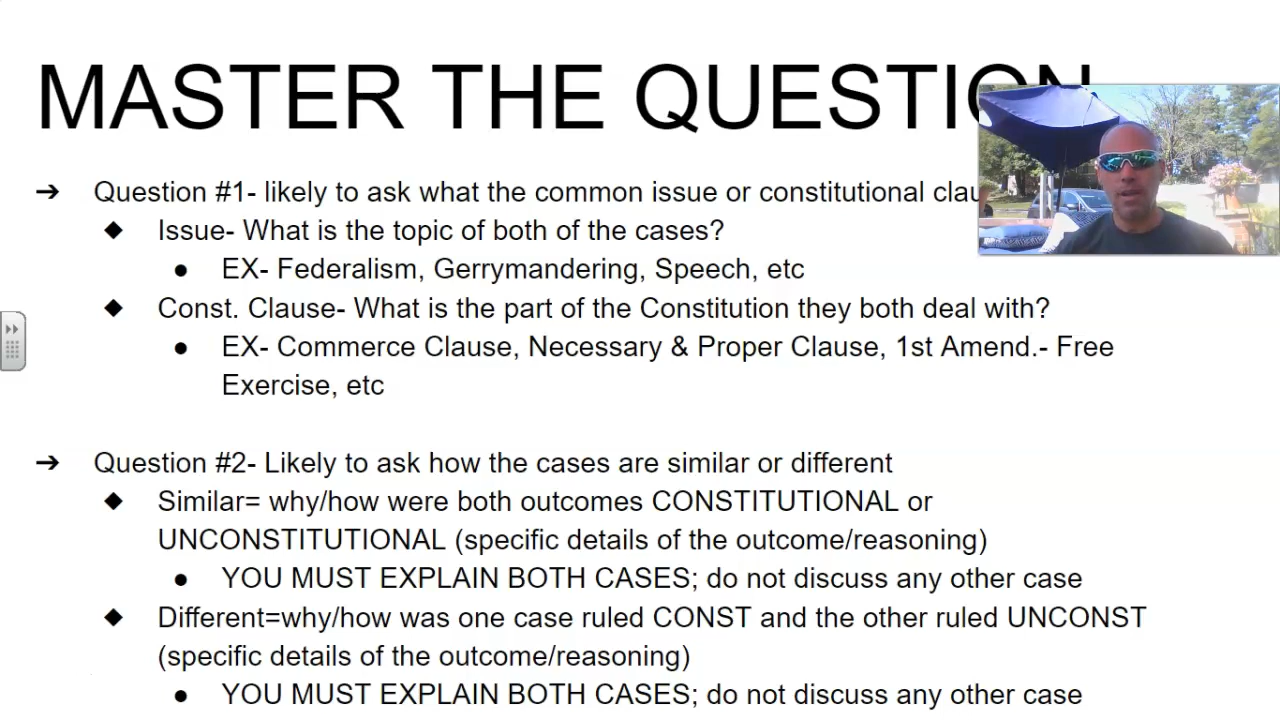 MASTER THE QUESTION
➔ Question #1- likely to ask what the common issue or constitutional
◆ Issue- What is the topic of both of the cases?
● EX- Federalism, Gerrymandering, Speech, etc
◆ Const. Clause- What is the part of the Constitution they both deal with?
● EX- Commerce Clause, Necessary & Proper Clause, 1st Amend.- Free
Exercise, etc
➔ Question #2- Likely to ask how the cases are similar or different
◆ Similar= why/how were both outcomes CONSTITUTIONAL or
UNCONSTITUTIONAL (specific details of the outcome/reasoning)
● YOU MUST EXPLAIN BOTH CASES; do not discuss any other case
◆ Different=why/how was one case ruled CONST and the other ruled UNCONST
(specific details of the outcome/reasoning)
● YOU MUST EXPLAIN BOTH CASES; do not discuss any other case